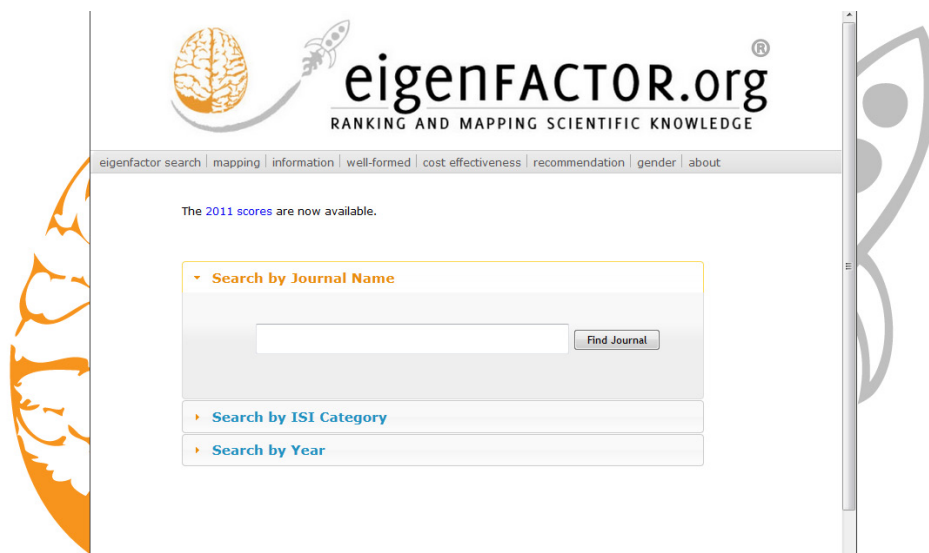 eigenFACTOR.org®
RANKING AND MAPPING SCIENTIFIC KNOWLEDGE
eigenfactor search | mapping | information | well-formed | cost effectiveness | recommendation | gender | about
The 2011 scores are now available.
Search by Journal Name
Find Journal
Search by ISI Category
Search by Year